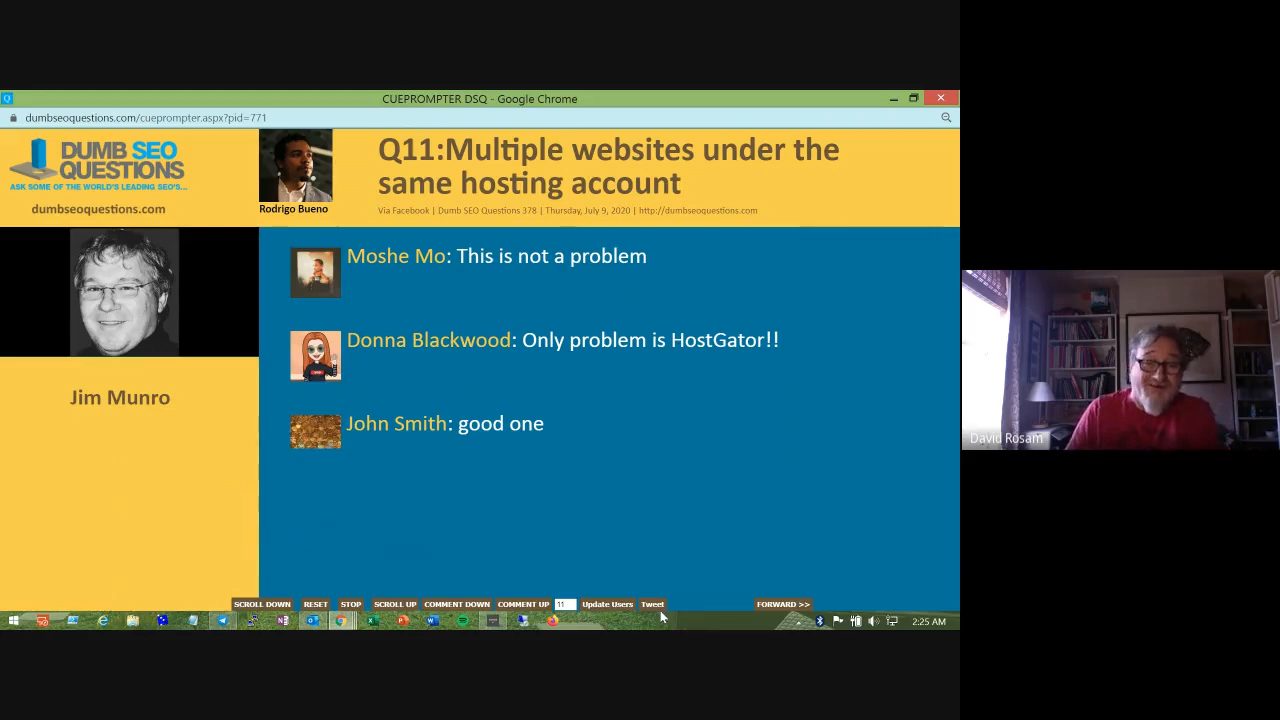 CUEPROMPTER DSQ - Google Chrome
dumbseoquestions.com/cueprompter.aspx?pid=771
DUMB SEO
QUESTIONS
ASK SOME OF THE WORLD'S LEADING SEO'S...
dumbseoquestions.com
Rodrigo Bueno
Q11:Multiple websites under the
same hosting account
Via Facebook | Dumb SEO Questions 378 | Thursday, July 9, 2020 | http://dumbseoquestions.com
Jim Munro
Moshe Mo: This is not a problem
Donna Blackwood: Only problem is HostGator!!
John Smith: good one
David Rosam
SCROLL DOWN RESET STOP SCROLL UP COMMENT DOWN COMMENT UP 11 Update Users Tweet FORWARD >>
2:25 AM